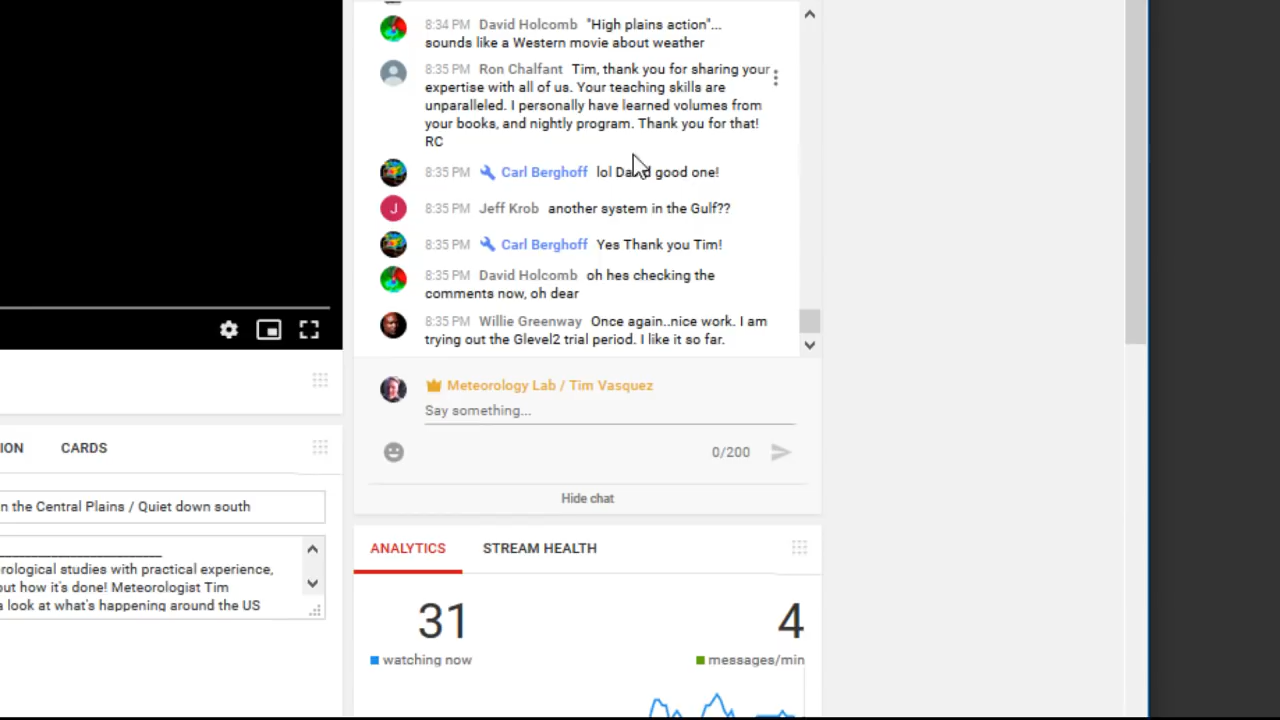 8:34 PM David Holcomb "High plains action"...
sounds like a Western movie about weather
8:35 PM Ron Chalfant Tim, thank you for sharing your
expertise with all of us. Your teaching skills are
unparalleled. I personally have learned volumes from
your books, and nightly program. Thank you for that!
RC
8:35 PM Carl Berghoff lol David good one!
J 8:35 PM Jeff Krob another system in the Gulf??
8:35 PM Carl Berghoff Yes Thank you Tim!
8:35 PM David Holcomb oh hes checking the
comments now, oh dear
8:35 PM Willie Greenway Once again..nice work. I am
trying out the Glevel2 trial period. I like it so far.
Meteorology Lab / Tim Vasquez
Say something...
0/200
Hide chat
ION CARDS
n the Central Plains / Quiet down south
rological studies with practical experience,
out how it's done! Meteorologist Tim
a look at what's happening around the US
ANALYTICS STREAM HEALTH
31 4
watching now messages/min